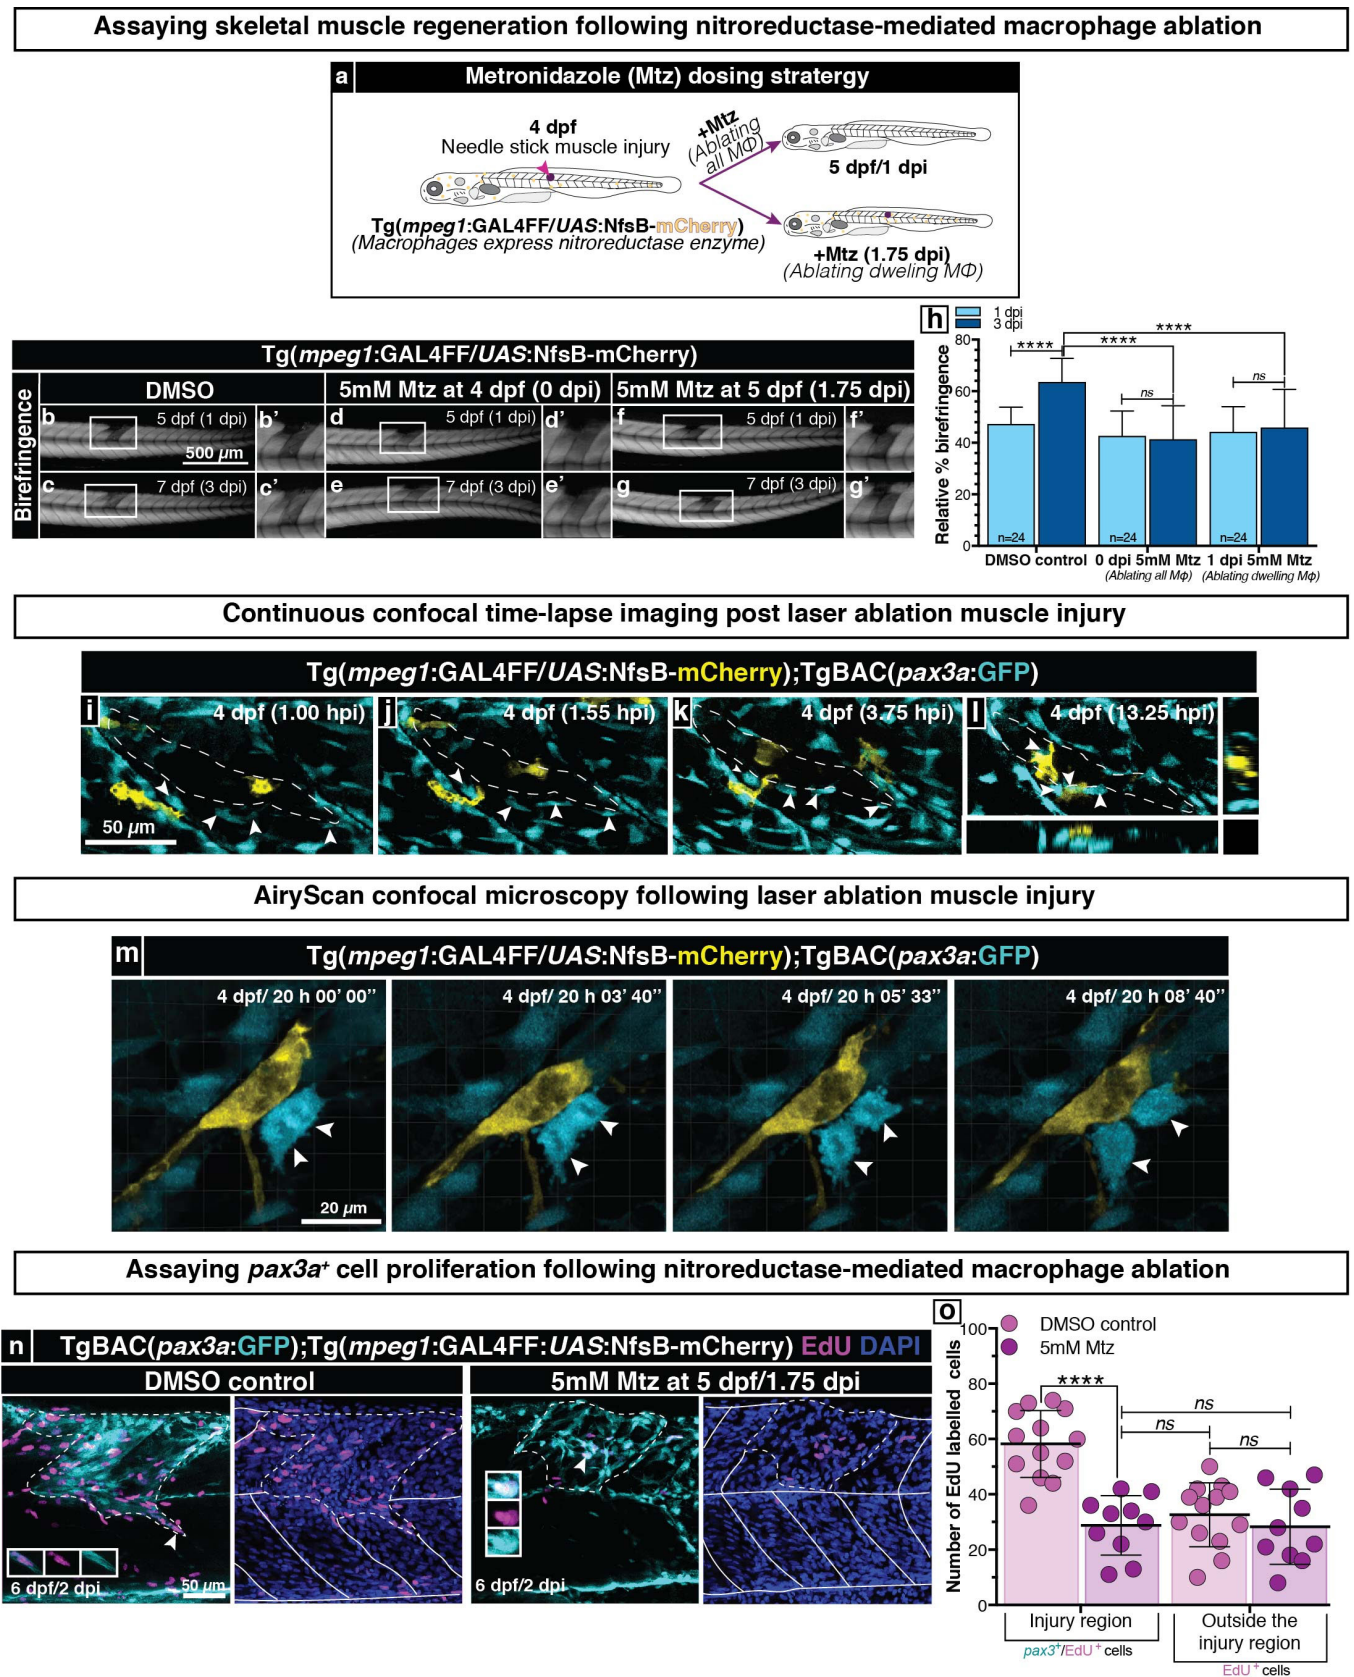 Assaying skeletal muscle regeneration following nitroreductase-mediated macrophage ablation
a
Metronidazole (Mtz) dosing stratergy
4 dpf
Needle stick muscle injury
Tg(mpeg1:GAL4FF/UAS:NfsB-mCherry)
(Macrophages express nitroreductase enzyme)
+Mtz
(Ablating
all MΦ)
5 dpf/1 dpi
+Mtz (1.75 dpi)
(Ablating dweling MΦ)
Tg(mpeg1:GAL4FF/UAS:NfsB-mCherry)
DMSO
5mM Mtz at 4 dpf (0 dpi)
5mM Mtz at 5 dpf (1.75 dpi)
Birefringence
b
5 dpf (1 dpi)
500 µm
b’
d
5 dpf (1 dpi)
d’
f
5 dpf (1 dpi)
f’
c
7 dpf (3 dpi)
c’
e
7 dpf (3 dpi)
e’
g
7 dpf (3 dpi)
g’
h
1 dpi
3 dpi
Relative % birefringence
80
60
40
20
0
****
****
****
ns
ns
n=24
n=24
n=24
DMSO control
0 dpi 5mM Mtz
(Ablating all MΦ)
1 dpi 5mM Mtz
(Ablating dwelling MΦ)
Continuous confocal time-lapse imaging post laser ablation muscle injury
Tg(mpeg1:GAL4FF/UAS:NfsB-mCherry);TgBAC(pax3a:GFP)
i
4 dpf (1.00 hpi)
50 µm
j
4 dpf (1.55 hpi)
k
4 dpf (3.75 hpi)
l
4 dpf (13.25 hpi)
AiryScan confocal microscopy following laser ablation muscle injury
m
Tg(mpeg1:GAL4FF/UAS:NfsB-mCherry);TgBAC(pax3a:GFP)
4 dpf/ 20 h 00’ 00”
20 µm
4 dpf/ 20 h 03’ 40”
4 dpf/ 20 h 05’ 33”
4 dpf/ 20 h 08’ 40”
Assaying pax3a⁺ cell proliferation following nitroreductase-mediated macrophage ablation
n
TgBAC(pax3a:GFP);Tg(mpeg1:GAL4FF:UAS:NfsB-mCherry) EdU DAPI
DMSO control
5mM Mtz at 5 dpf/1.75 dpi
6 dpf/2 dpi
50 µm
6 dpf/2 dpi
o
DMSO control
5mM Mtz
Number of EdU labelled cells
100
80
60
40
20
0
****
ns
ns
ns
Injury region
pax3⁺/EdU⁺ cells
Outside the
injury region
EdU⁺ cells